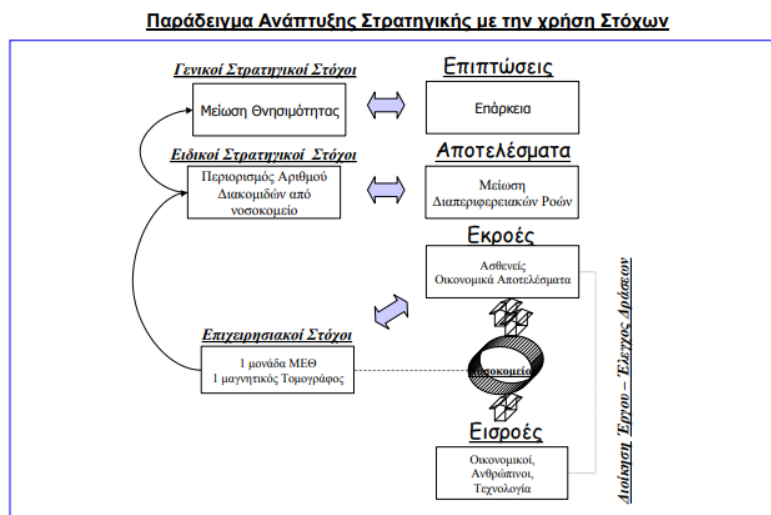 Παράδειγμα Ανάπτυξης Στρατηγικής με την χρήση Στόχων
Γενικοί Στρατηγικοί Στόχοι
Επιπτώσεις
Μείωση Θνησιμότητας
Επάρκεια
Ειδικοί Στρατηγικοί Στόχοι
Αποτελέσματα
Περιορισμός Αριθμού
Διακομιδών από
νοσοκομείο
Μείωση
Διαπεριφερειακών Ροών
Εκροές
Ασθενείς
Οικονομικά Αποτελέσματα
Επιχειρησιακοί Στόχοι
1 μονάδα ΜΕΘ
1 μαγνητικός Τομογράφος
Νοσοκομείο
Εισροές
Οικονομικοί,
Ανθρώπινοι,
Τεχνολογία
Διοίκηση Έργου – Έλεγχος Δράσεων